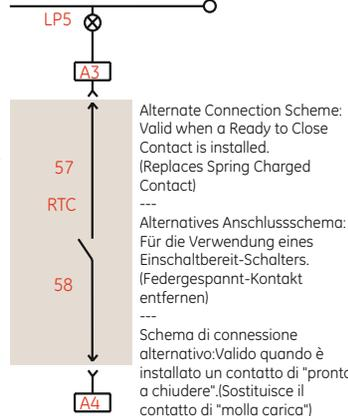 LP5
A3
57
RTC
58
A4
Alternate Connection Scheme:
Valid when a Ready to Close
Contact is installed.
(Replaces Spring Charged
Contact)
---
Alternatives Anschlussschema:
Für die Verwendung eines
Einschaltbereit-Schalters.
(Federgespannt-Kontakt
entfernen)
---
Schema di connessione
alternativo:Valido quando è
installato un contatto di "pronto
a chiudere".(Sostituisce il
contatto di "molla carica")